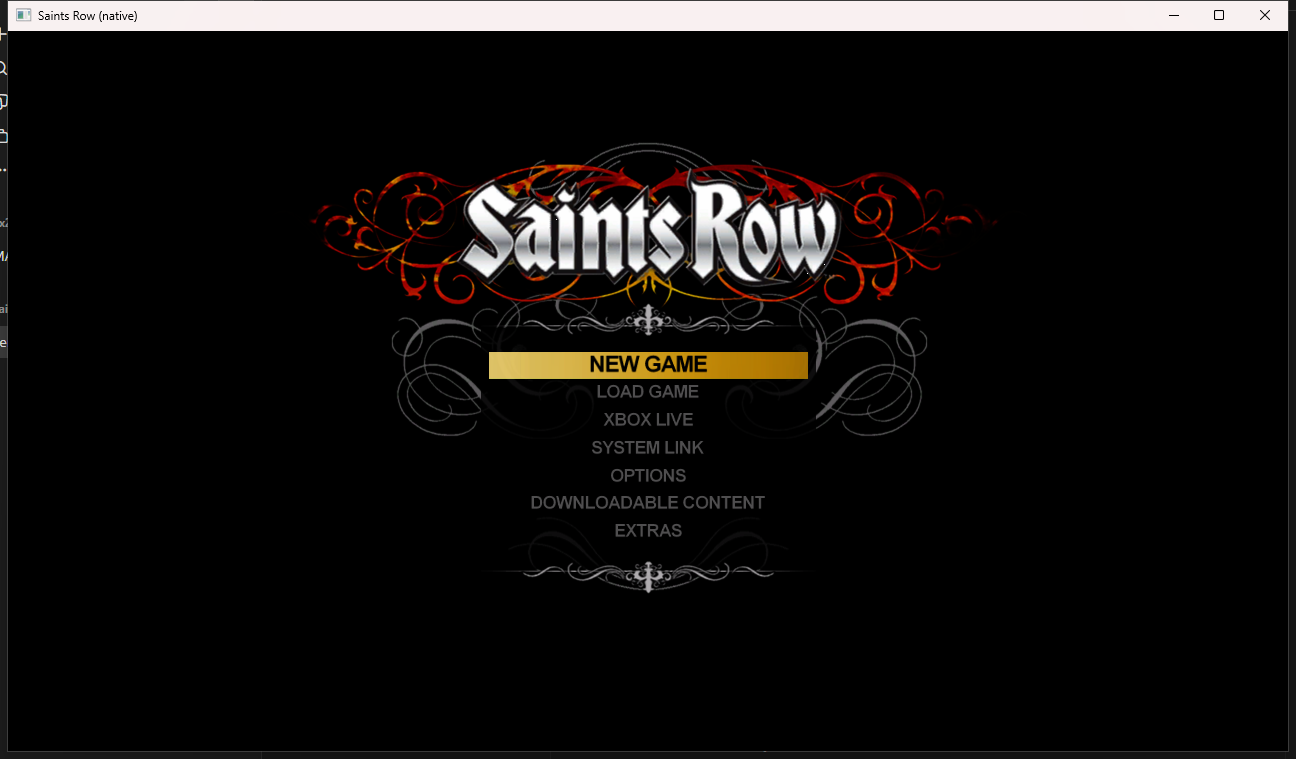 Saints Row (native)
Saints Row
NEW GAME
LOAD GAME
XBOX LIVE
SYSTEM LINK
OPTIONS
DOWNLOADABLE CONTENT
EXTRAS